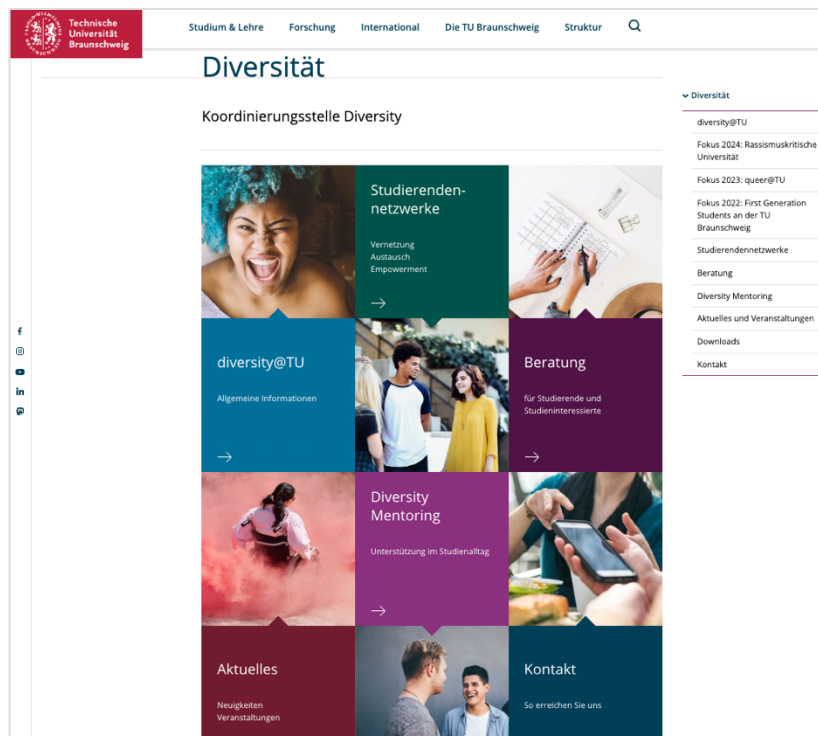 Technische
Universität
Braunschweig
Studium & Lehre Forschung International Die TU Braunschweig Struktur
Diversität
Koordinierungsstelle Diversity
Studierenden-
netzwerke
Vernetzung
Austausch
Empowerment
diversity@TU
Allgemeine Informationen
Beratung
für Studierende und
Studieninteressierte
Diversity
Mentoring
Unterstützung im Studienalltag
Aktuelles
Neuigkeiten
Veranstaltungen
Kontakt
So erreichen Sie uns
Diversität
diversity@TU
Fokus 2024: Rassismuskritische
Universität
Fokus 2023: queer@TU
Fokus 2022: First Generation
Students an der TU
Braunschweig
Studierendennetzwerke
Beratung
Diversity Mentoring
Aktuelles und Veranstaltungen
Downloads
Kontakt